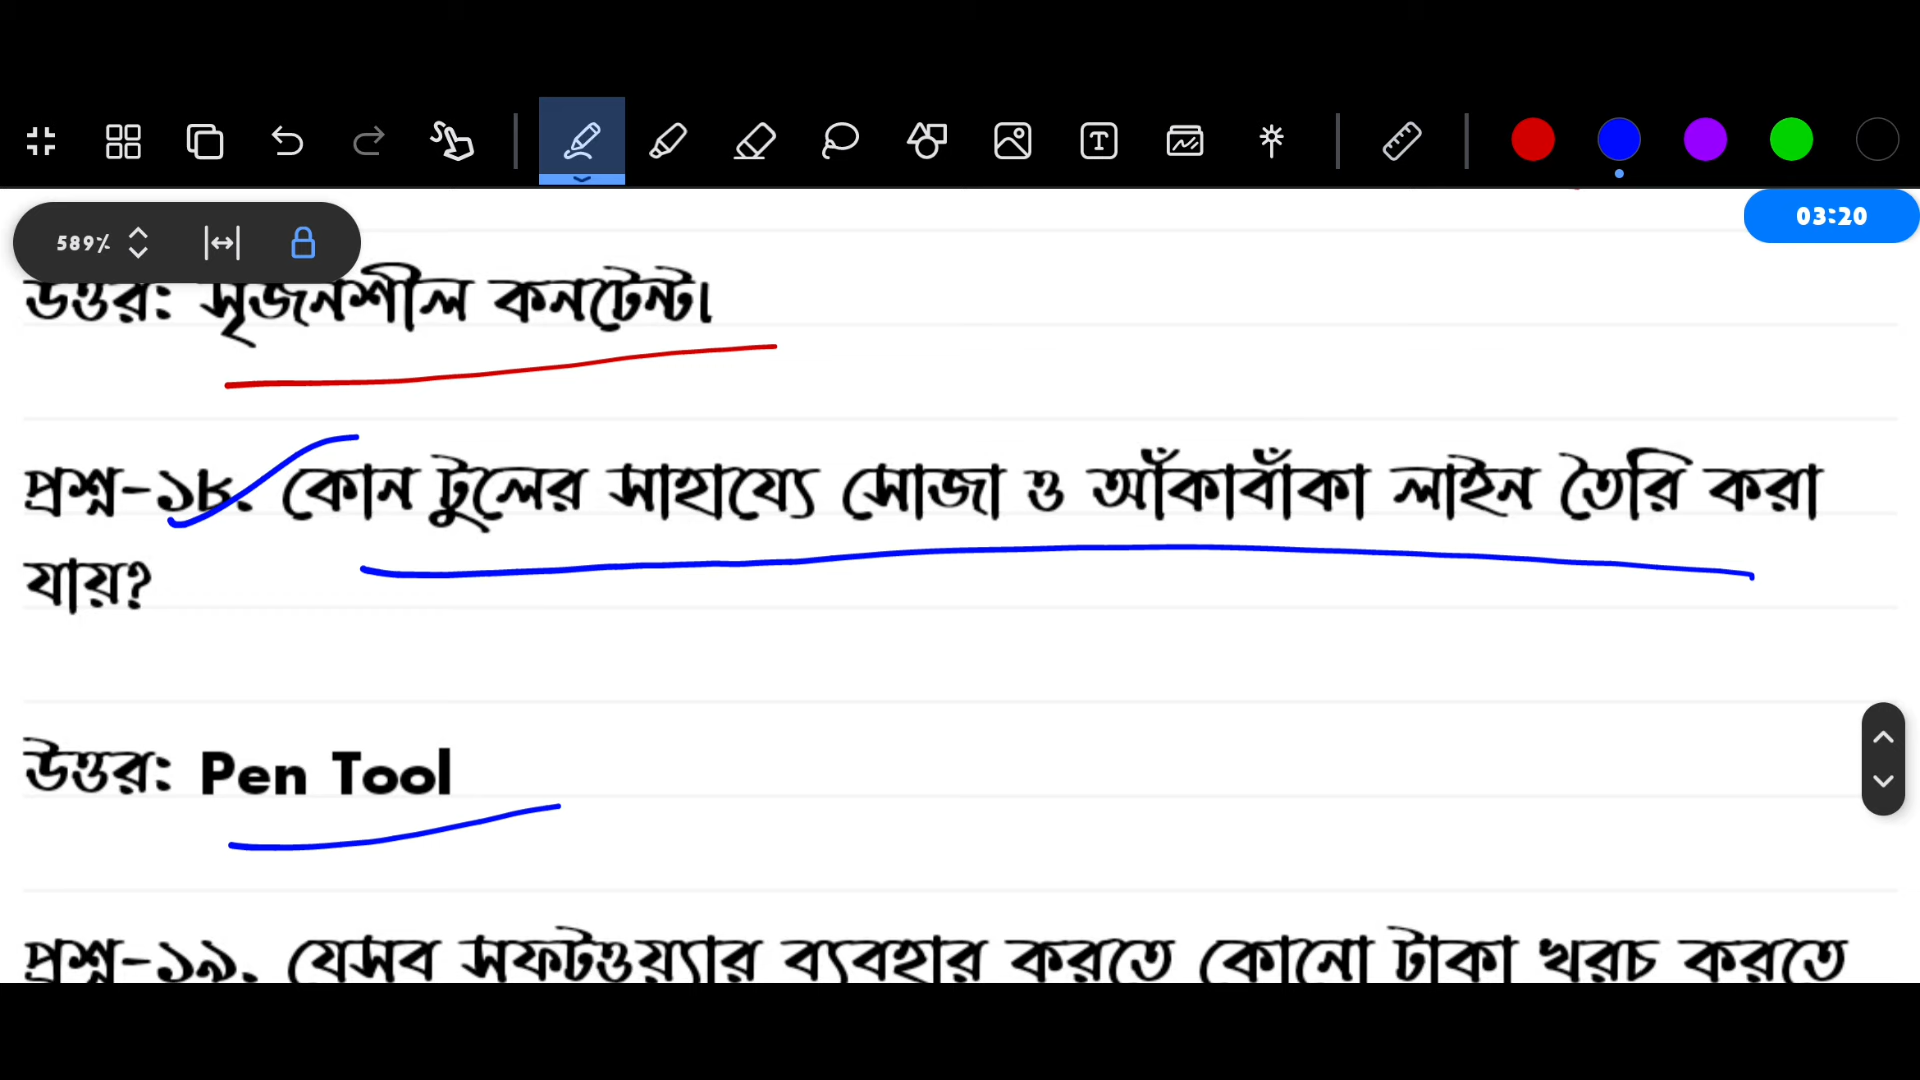 589%
03:20
উত্তর: সৃজনশীল কনটেন্ট।
প্রশ্ন-১৮. কোন টুলের সাহায্যে সোজা ও আঁকাবাঁকা লাইন তৈরি করা
যায়?
উত্তর: Pen Tool
প্রশ্ন-১৯. যেসব সফটওয়্যার ব্যবহার করতে কোনো টাকা খরচ করতে